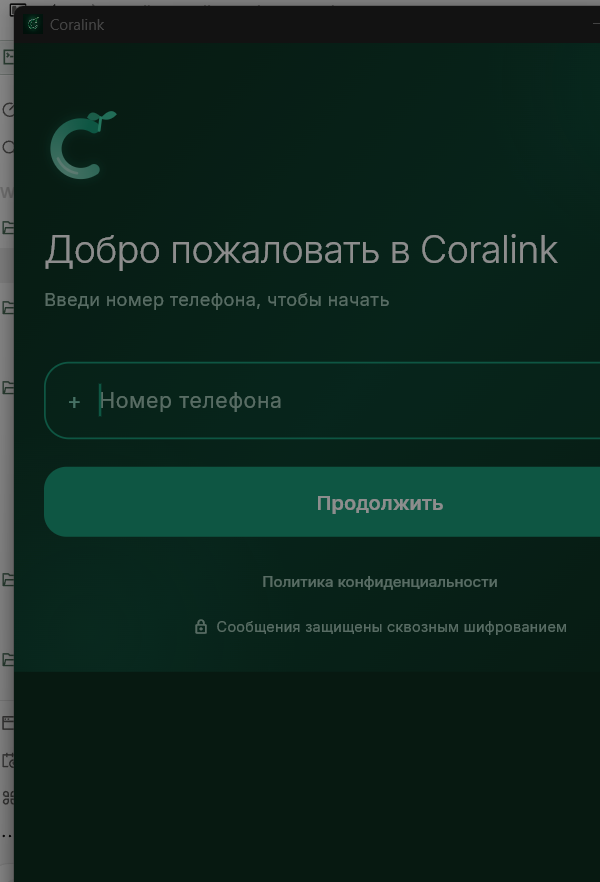 Coralink
Добро пожаловать в Coralink
Введи номер телефона, чтобы начать
+ Номер телефона
Продолжить
Политика конфиденциальности
Сообщения защищены сквозным шифрованием